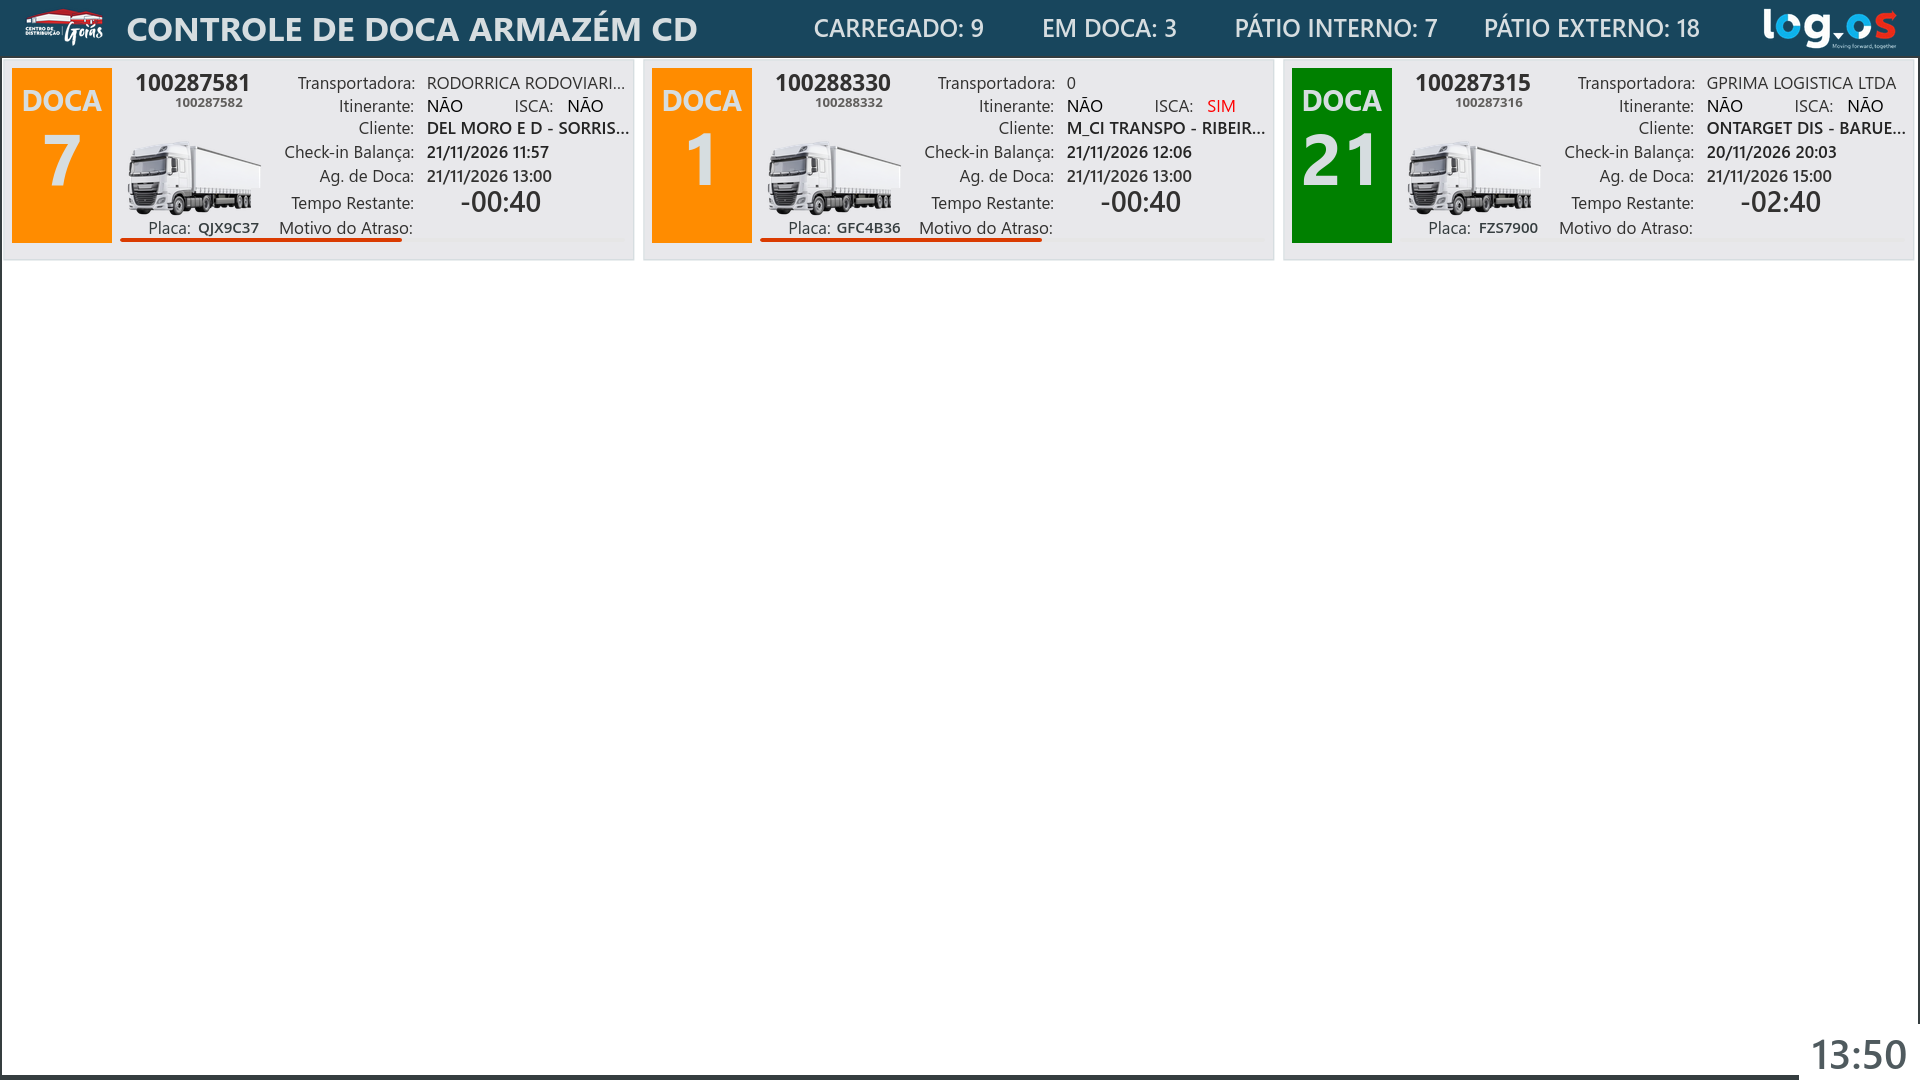 CENTRO DE DISTRIBUIÇÃO Goiás
CONTROLE DE DOCA ARMAZÉM CD
CARREGADO: 9
EM DOCA: 3
PÁTIO INTERNO: 7
PÁTIO EXTERNO: 18
log.os
Moving forward, together
DOCA
7
100287581
100287582
Placa: QJX9C37
Transportadora: RODORRICA RODOVIARI...
Itinerante: NÃO ISCA: NÃO
Cliente: DEL MORO E D - SORRIS...
Check-in Balança: 21/11/2026 11:57
Ag. de Doca: 21/11/2026 13:00
Tempo Restante: -00:40
Motivo do Atraso:
DOCA
1
100288330
100288332
Placa: GFC4B36
Transportadora: 0
Itinerante: NÃO ISCA: SIM
Cliente: M_CI TRANSPO - RIBEIR...
Check-in Balança: 21/11/2026 12:06
Ag. de Doca: 21/11/2026 13:00
Tempo Restante: -00:40
Motivo do Atraso:
DOCA
21
100287315
100287316
Placa: FZS7900
Transportadora: GPRIMA LOGISTICA LTDA
Itinerante: NÃO ISCA: NÃO
Cliente: ONTARGET DIS - BARUE...
Check-in Balança: 20/11/2026 20:03
Ag. de Doca: 21/11/2026 15:00
Tempo Restante: -02:40
Motivo do Atraso:
13:50